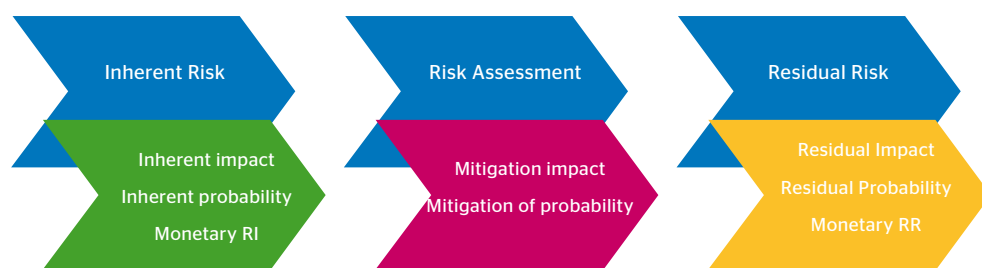 Inherent Risk
Inherent impact
Inherent probability
Monetary RI
Risk Assessment
Mitigation impact
Mitigation of probability
Residual Risk
Residual Impact
Residual Probability
Monetary RR